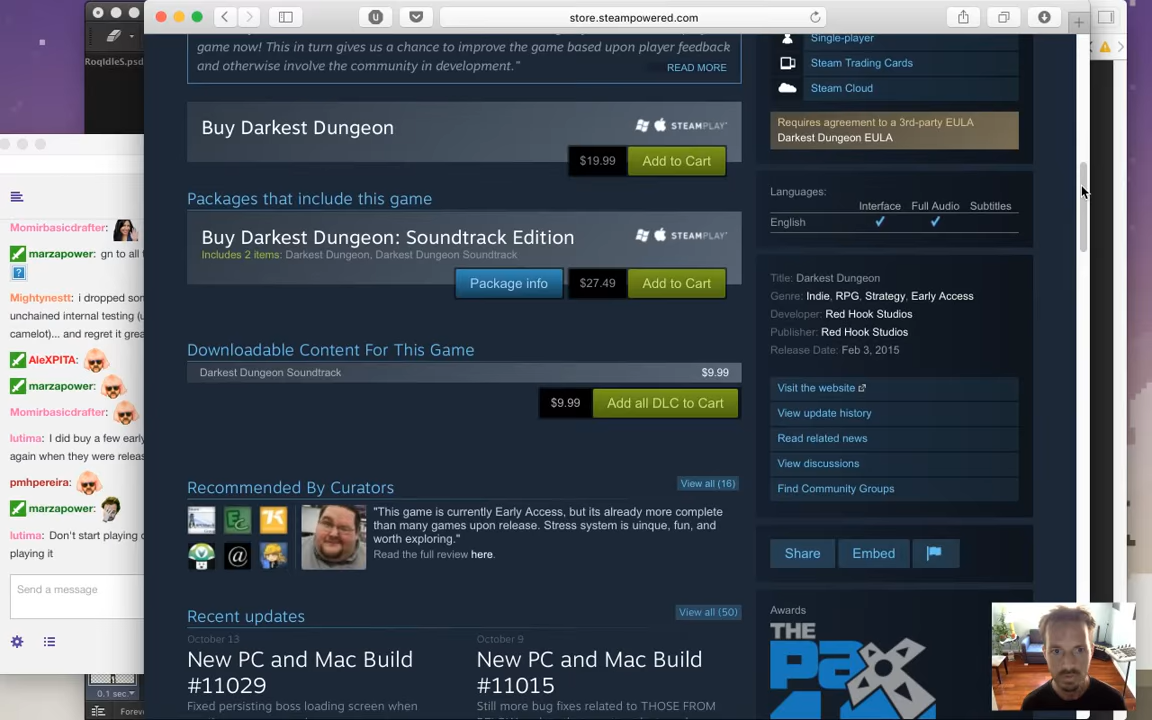 store.steampowered.com
RoqIdleS.psd
game now! This in turn gives us a chance to improve the game based upon player feedback
and otherwise involve the community in development."
READ MORE
Buy Darkest Dungeon
STEAMPLAY
$19.99
Add to Cart
Packages that include this game
Buy Darkest Dungeon: Soundtrack Edition
STEAMPLAY
Includes 2 items: Darkest Dungeon, Darkest Dungeon Soundtrack
Package info
$27.49
Add to Cart
Downloadable Content For This Game
Darkest Dungeon Soundtrack
$9.99
$9.99
Add all DLC to Cart
Recommended By Curators
View all (16)
"This game is currently Early Access, but its already more complete
than many games upon release. Stress system is uinque, fun, and
worth exploring."
Read the full review here.
Recent updates
View all (50)
October 13
New PC and Mac Build
#11029
Fixed persisting boss loading screen when
October 9
New PC and Mac Build
#11015
Still more bug fixes related to THOSE FROM
Single-player
Steam Trading Cards
Steam Cloud
Requires agreement to a 3rd-party EULA
Darkest Dungeon EULA
Languages:
Interface Full Audio Subtitles
English
Title: Darkest Dungeon
Genre: Indie, RPG, Strategy, Early Access
Developer: Red Hook Studios
Publisher: Red Hook Studios
Release Date: Feb 3, 2015
Visit the website
View update history
Read related news
View discussions
Find Community Groups
Share
Embed
Awards
THE
PAX
Momirbasicdrafter:
marzapower: gn to all
Mightynestt: i dropped som
unchained internal testing (u
camelot)... and regret it grea
AleXPITA:
marzapower:
Momirbasicdrafter:
lutima: I did buy a few early
again when they were releas
pmhpereira:
marzapower:
lutima: Don't start playing
playing it
Send a message
0.1 sec.
Forev